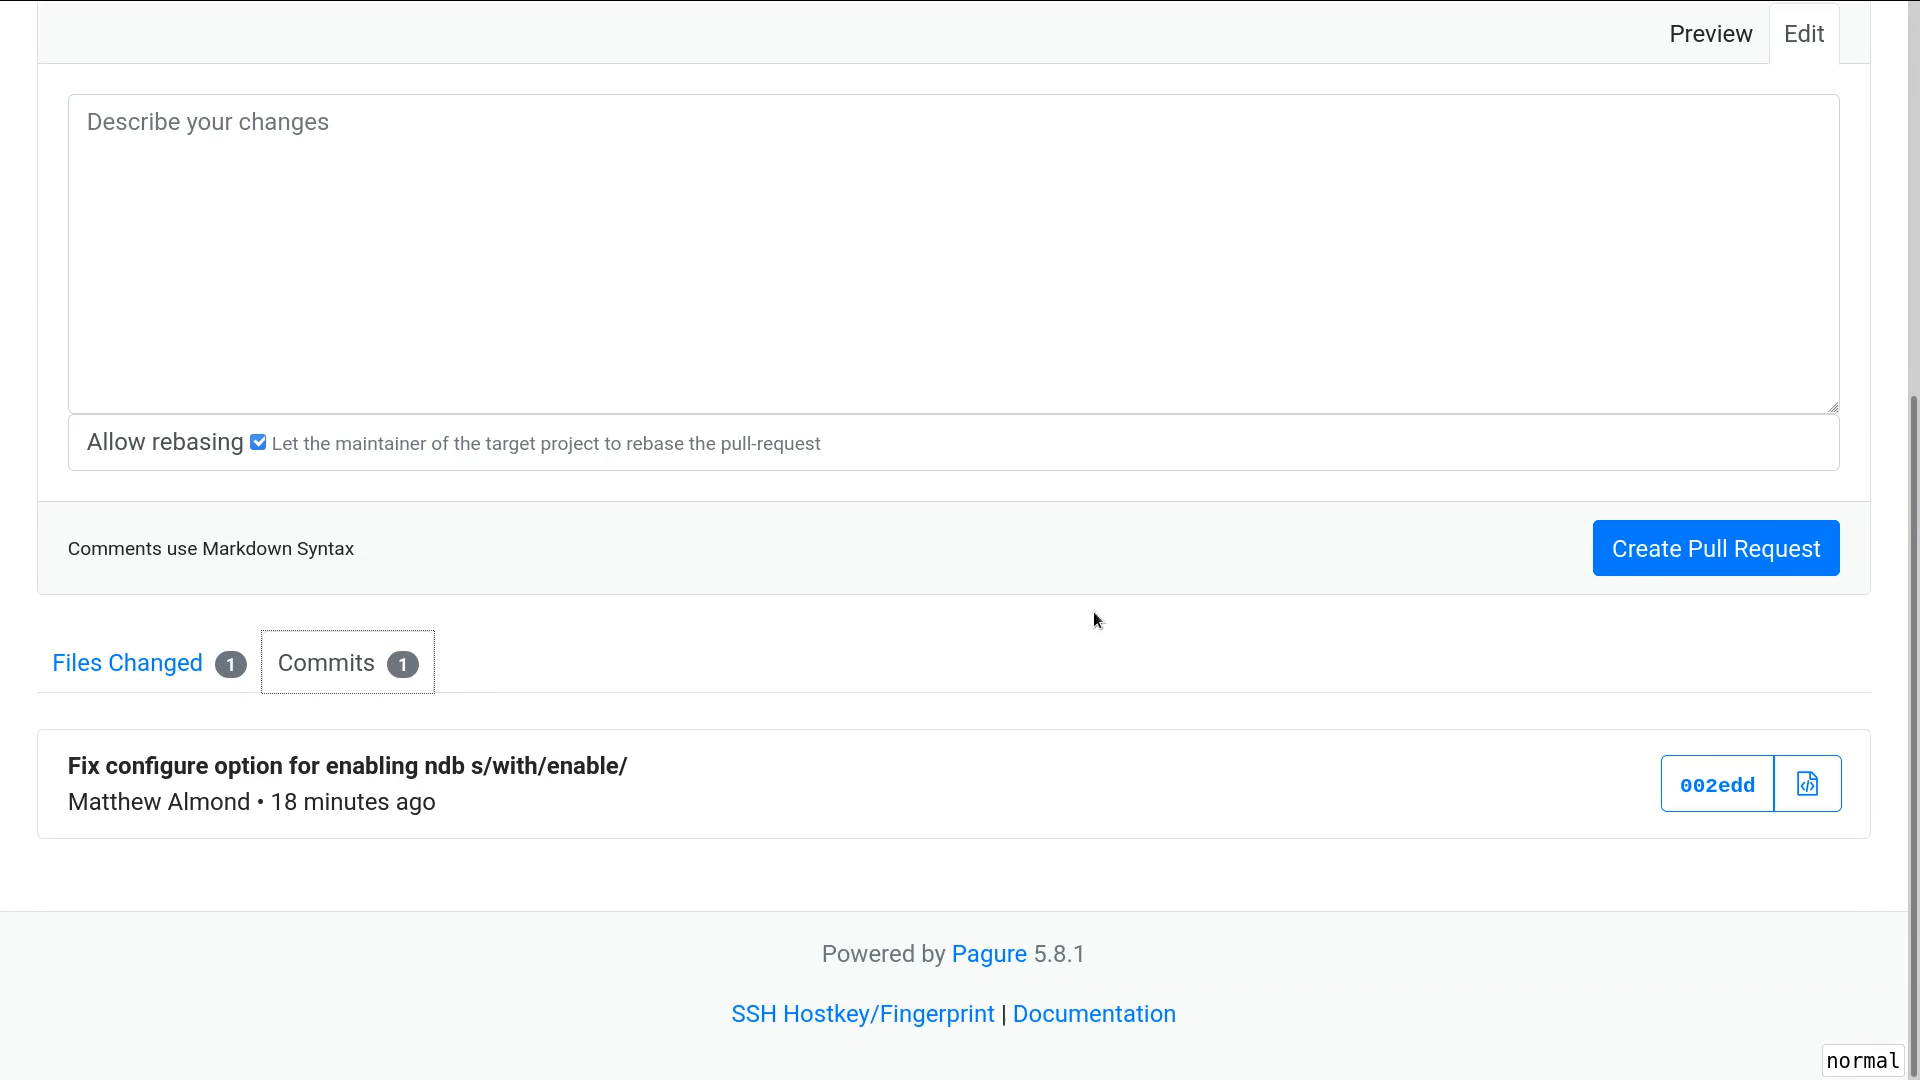 Preview Edit
Describe your changes
Allow rebasing Let the maintainer of the target project to rebase the pull-request
Comments use Markdown Syntax Create Pull Request
Files Changed 1 Commits 1
Fix configure option for enabling ndb s/with/enable/
Matthew Almond • 18 minutes ago
002edd
Powered by Pagure 5.8.1
SSH Hostkey/Fingerprint | Documentation
normal